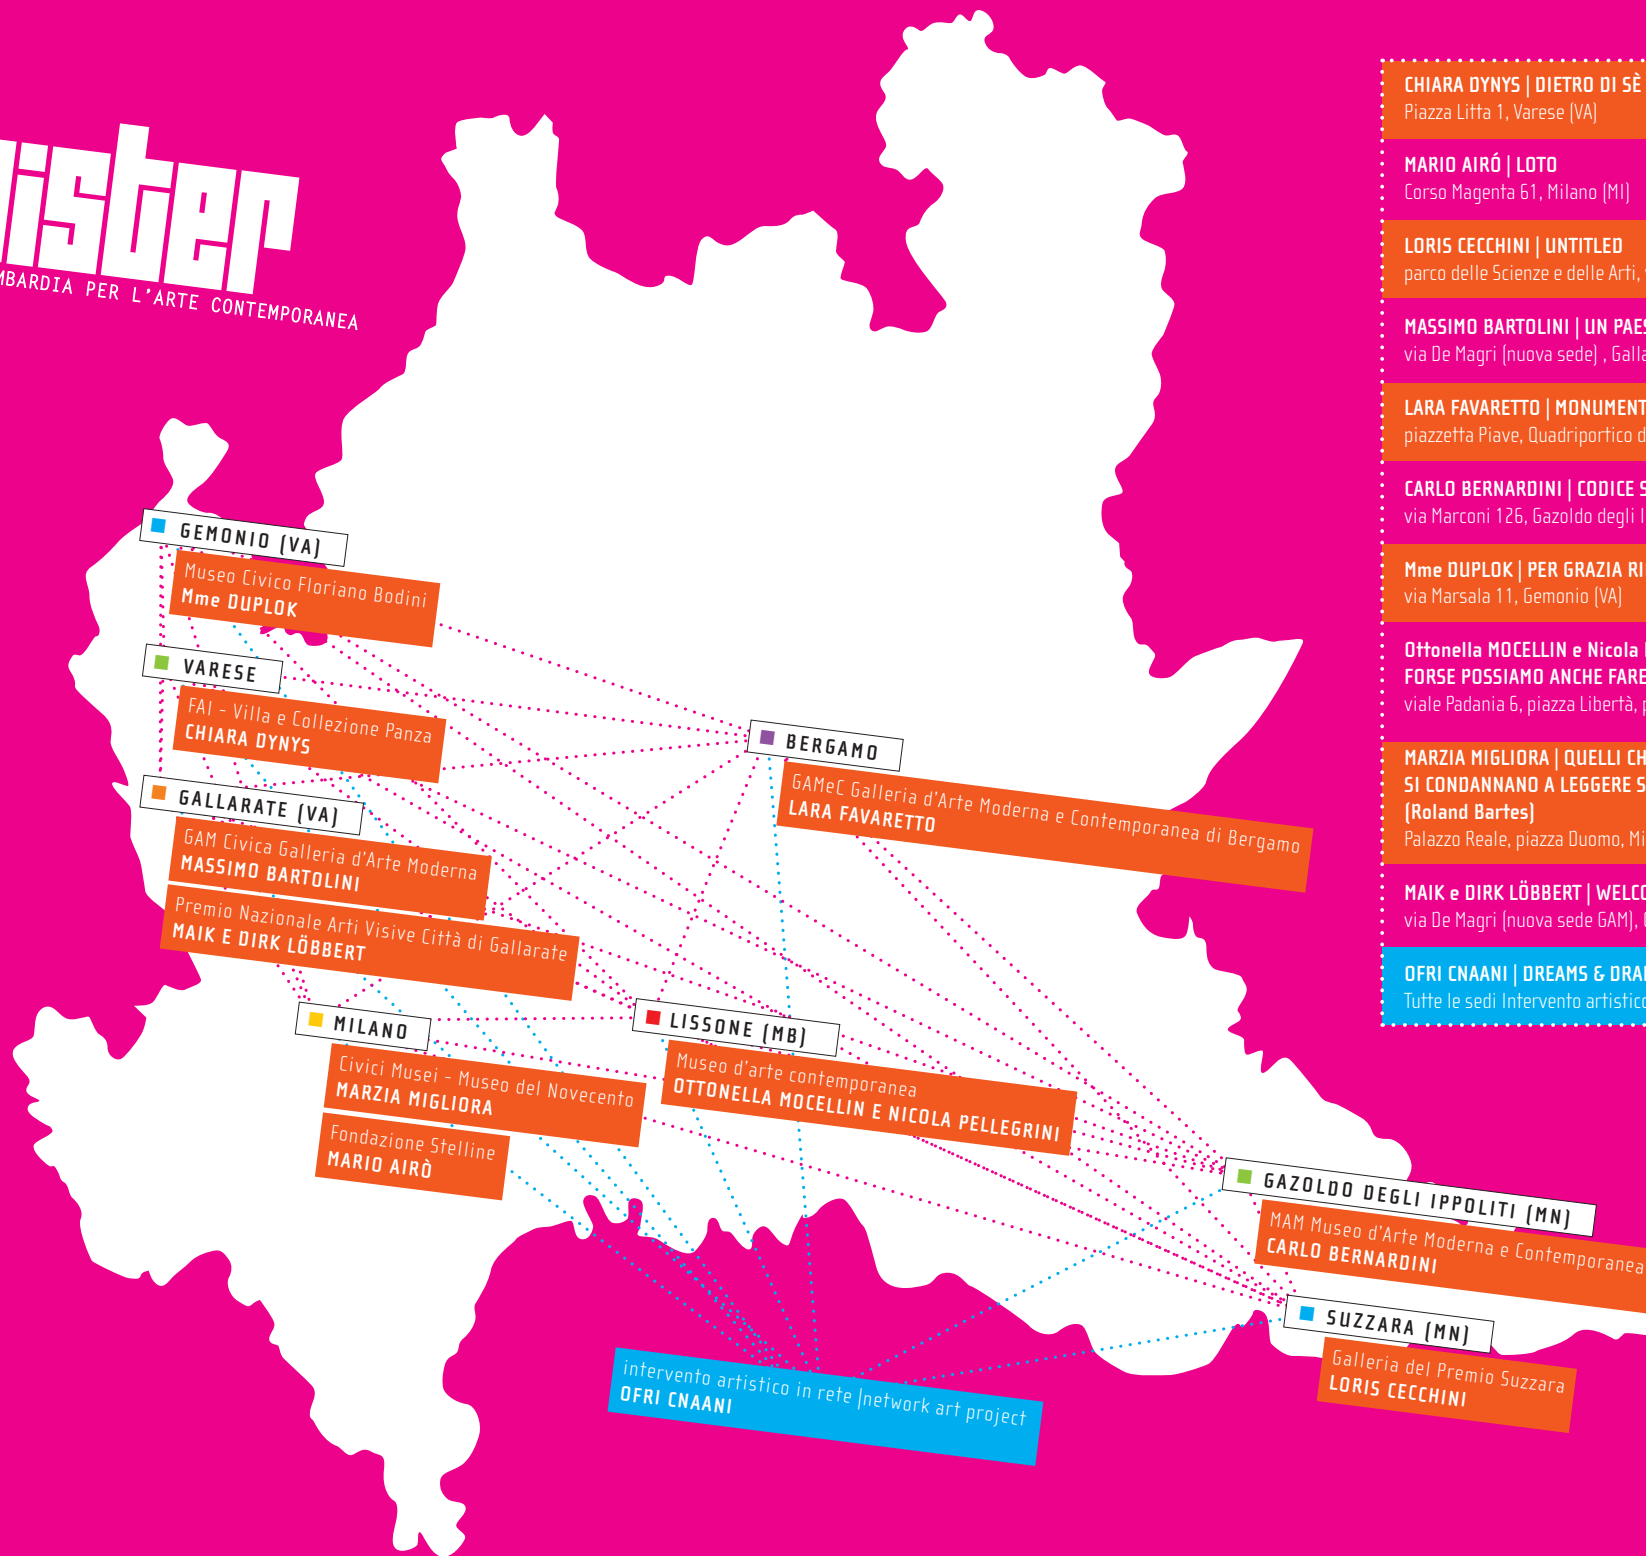 ister
MBARDIA PER L'ARTE CONTEMPORANEA
GEMONIO (VA)
Museo Civico Floriano Bodini
Mme DUPLOK
VARESE
FAI - Villa e Collezione Panza
CHIARA DYNYS
GALLARATE (VA)
GAM Civica Galleria d'Arte Moderna
MASSIMO BARTOLINI
Premio Nazionale Arti Visive Città di Gallarate
MAIK E DIRK LÖBBERT
MILANO
Civici Musei - Museo del Novecento
MARZIA MIGLIORA
Fondazione Stelline
MARIO AIRÒ
BERGAMO
GAMeC Galleria d'Arte Moderna e Contemporanea di Bergamo
LARA FAVARETTO
LISSONE (MB)
Museo d'arte contemporanea
OTTONELLA MOCELLIN E NICOLA PELLEGRINI
GAZOLDO DEGLI IPPOLITI (MN)
MAM Museo d'Arte Moderna e Contemporanea
CARLO BERNARDINI
SUZZARA (MN)
Galleria del Premio Suzzara
LORIS CECCHINI
intervento artistico in rete |network art project
OFRI CNAANI
CHIARA DYNYS | DIETRO DI SÈ
Piazza Litta 1, Varese (VA)
MARIO AIRÓ | LOTO
Corso Magenta 61, Milano (MI)
LORIS CECCHINI | UNTITLED
parco delle Scienze e delle Arti,
MASSIMO BARTOLINI | UN PAES
via De Magri (nuova sede) , Galla
LARA FAVARETTO | MONUMENT
piazzetta Piave, Quadriportico d
CARLO BERNARDINI | CODICE S
via Marconi 126, Gazoldo degli I
Mme DUPLOK | PER GRAZIA RI
via Marsala 11, Gemonio (VA)
Ottonella MOCELLIN e Nicola
FORSE POSSIAMO ANCHE FARE
viale Padania 6, piazza Libertà, p
MARZIA MIGLIORA | QUELLI CH
SI CONDANNANO A LEGGERE S
(Roland Bartes)
Palazzo Reale, piazza Duomo, Mi
MAIK e DIRK LÖBBERT | WELCO
via De Magri (nuova sede GAM),
OFRI CNAANI | DREAMS & DRA
Tutte le sedi Intervento artistico